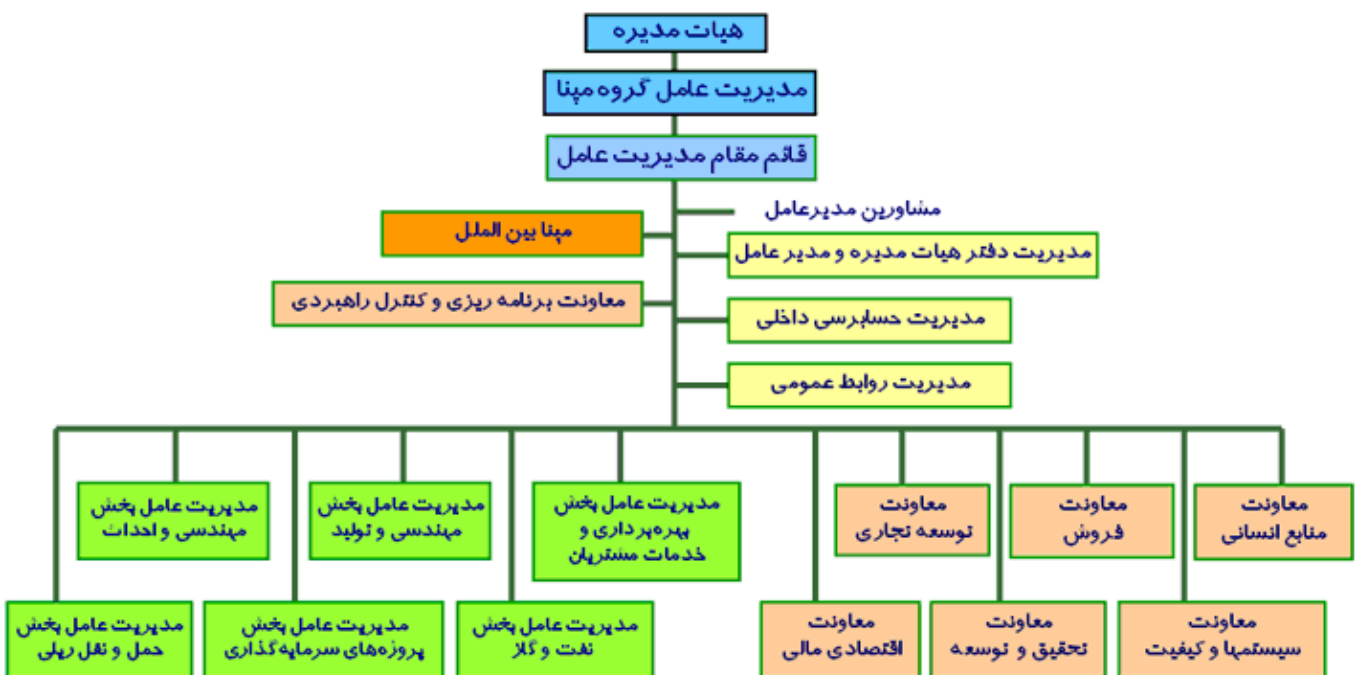 هیات مدیره
مدیریت عامل گروه مپنا
قائم مقام مدیریت عامل
مشاورین مدیرعامل
مپنا بین الملل
مدیریت دفتر هیات مدیره و مدیر عامل
معاونت برنامه ریزی و کنترل راهبردی
مدیریت حسابرسی داخلی
مدیریت روابط عمومی
معاونت
منابع انسانی
معاونت
فروش
معاونت
توسعه تجاری
مدیریت عامل بخش
بهره‌برداری و
خدمات مشتریان
مدیریت عامل بخش
مهندسی و تولید
مدیریت عامل بخش
مهندسی و احداث
معاونت
سیستمها و کیفیت
معاونت
تحقیق و توسعه
معاونت
اقتصادی مالی
مدیریت عامل بخش
نفت و گاز
مدیریت عامل بخش
پروژه‌های سرمایه‌گذاری
مدیریت عامل بخش
حمل و نقل ریلی